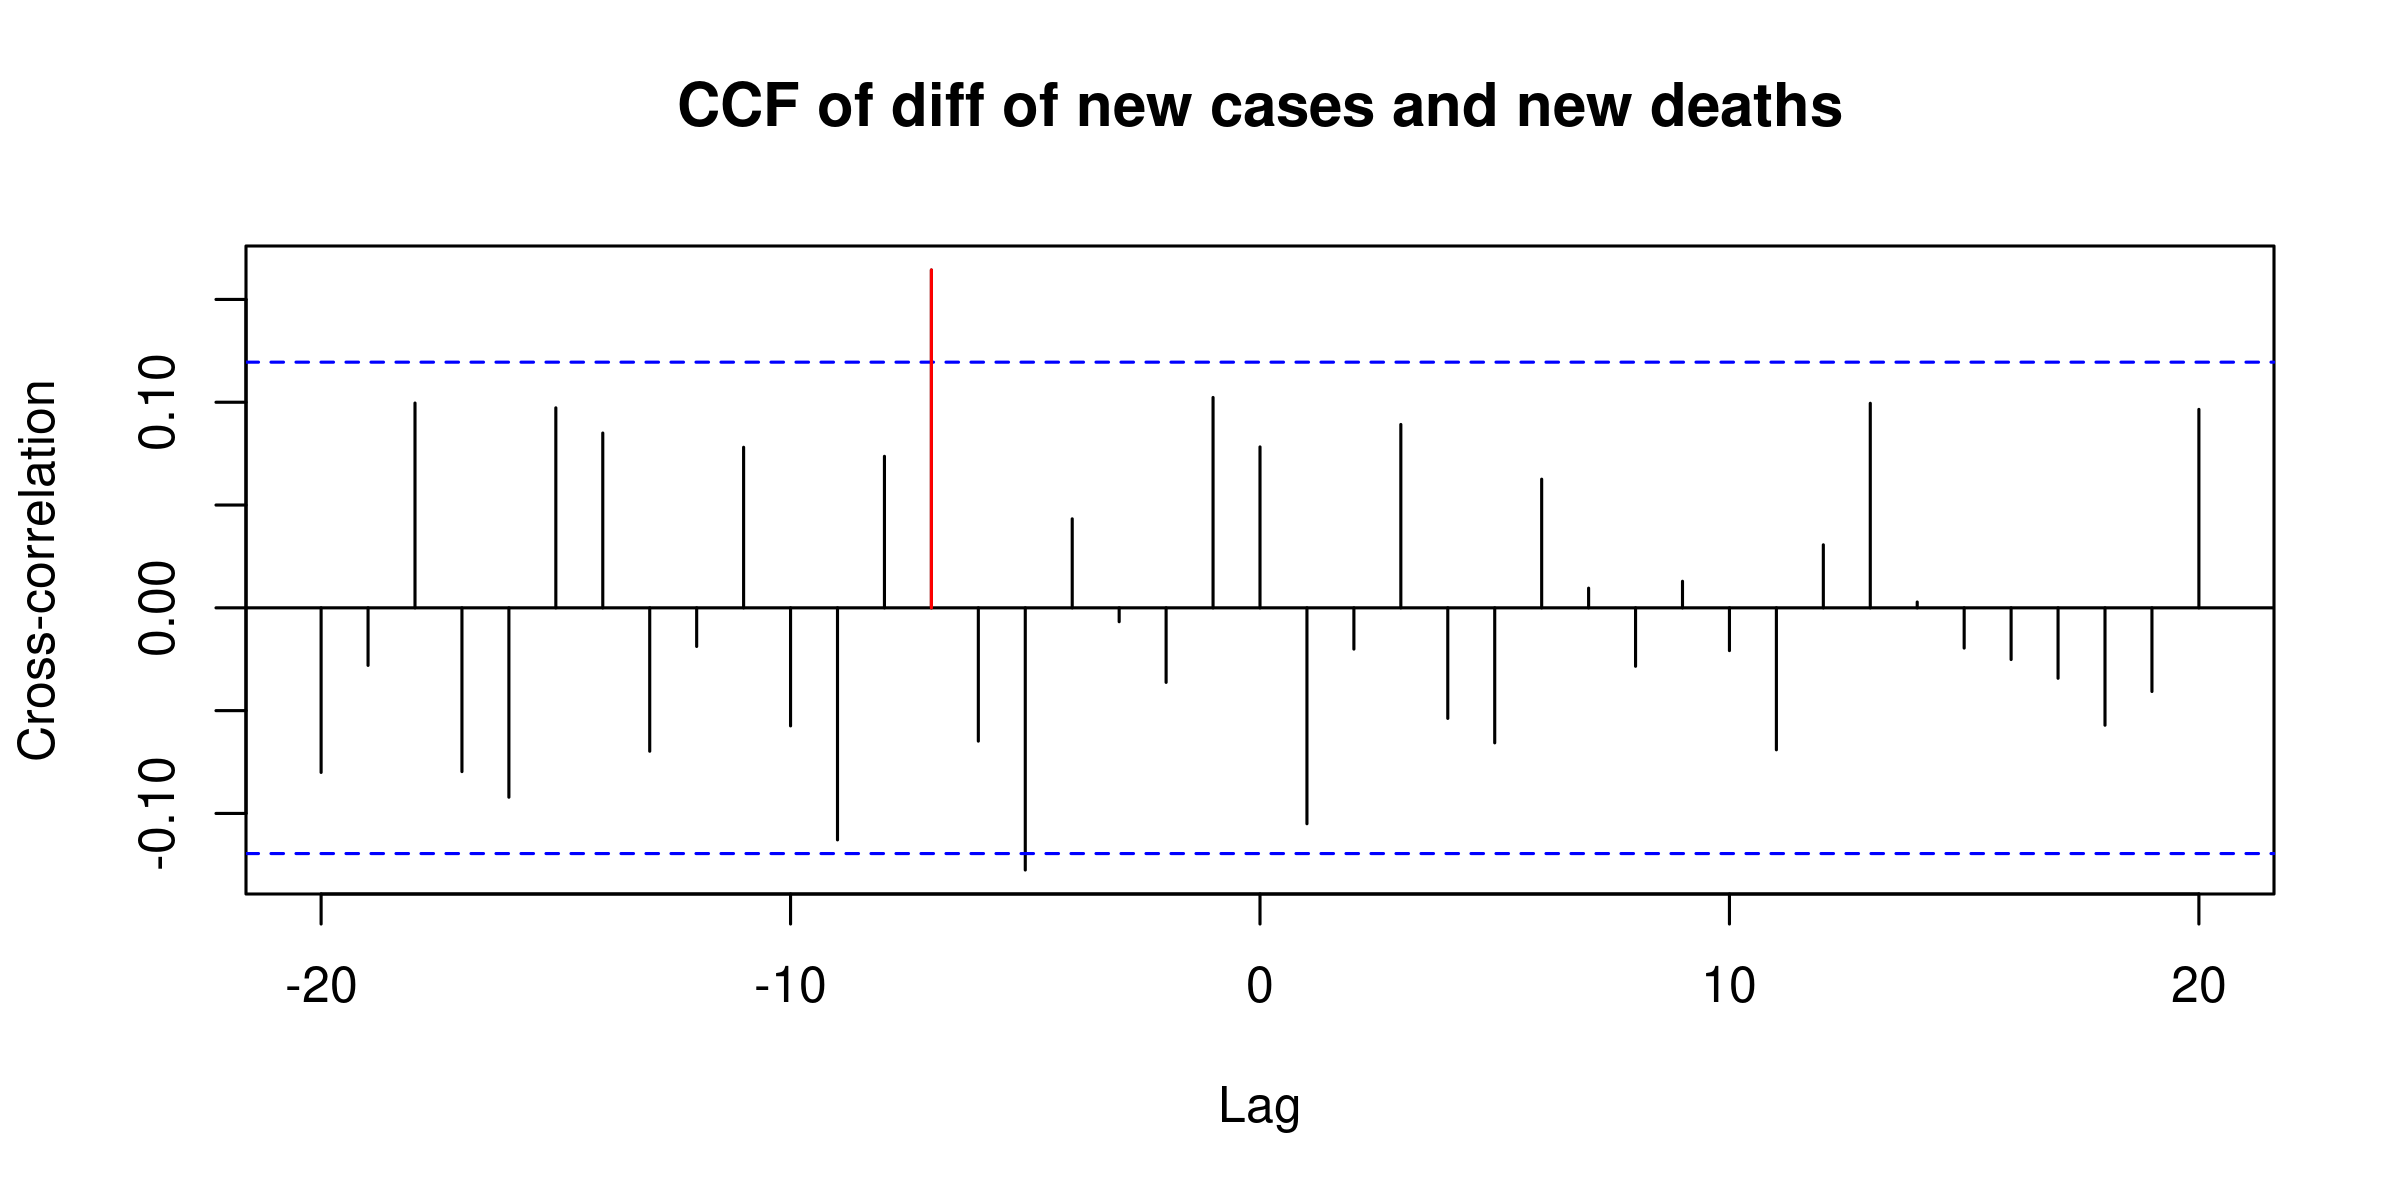 CCF of diff of new cases and new deaths
Cross-correlation
0.10
0.00
-0.10
-20 -10 0 10 20
Lag